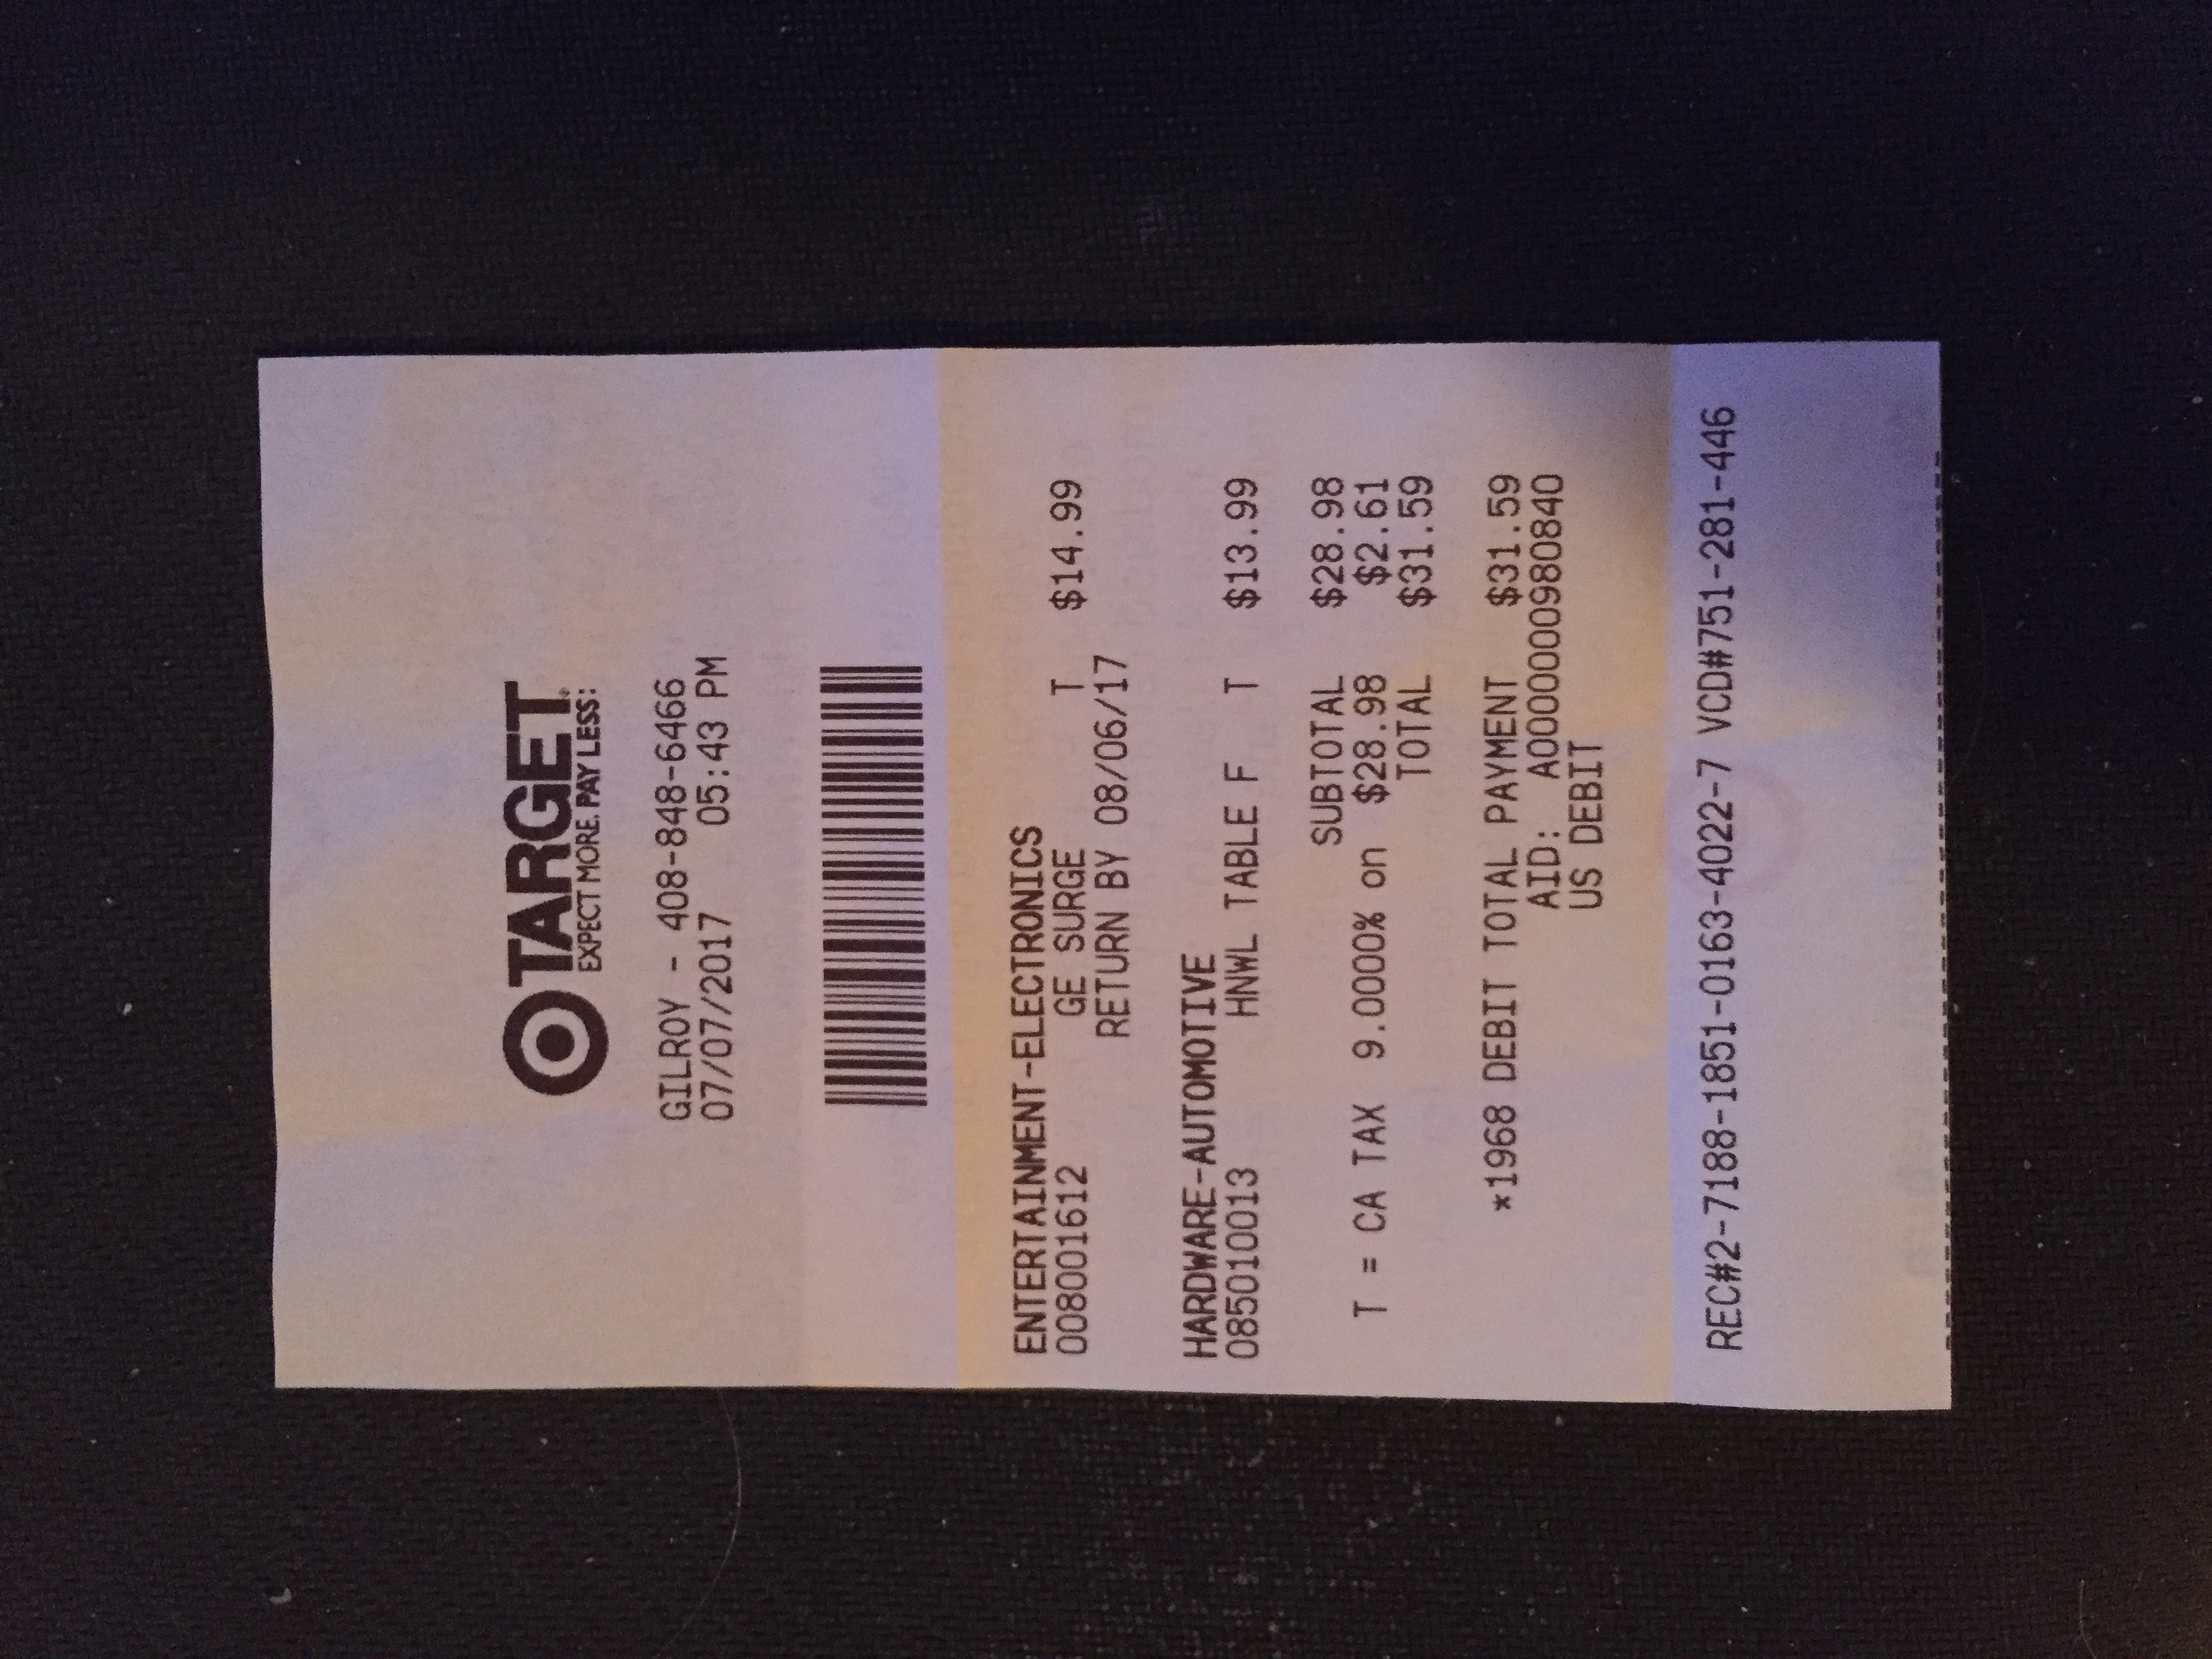 TARGET
EXPECT MORE. PAY LESS.
GILROY - 408-848-6466
07/07/2017 05:43 PM
ENTERTAINMENT-ELECTRONICS
008001612 GE SURGE T $14.99
RETURN BY 08/06/17
HARDWARE-AUTOMOTIVE
085010013 HNWL TABLE F T $13.99
SUBTOTAL $28.98
T = CA TAX 9.0000% on $28.98 $2.61
TOTAL $31.59
*1968 DEBIT TOTAL PAYMENT $31.59
AID: A0000000980840
US DEBIT
REC#2-7188-1851-0163-4022-7 VCD#751-281-446